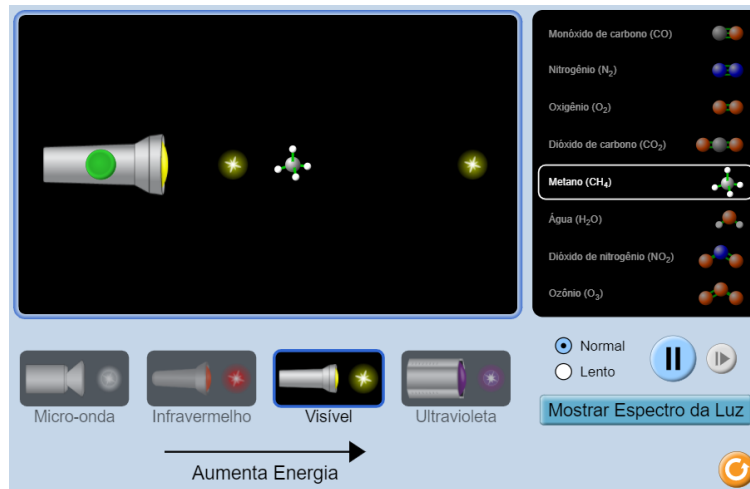 Monóxido de carbono (CO)
Nitrogênio (N₂)
Oxigênio (O₂)
Dióxido de carbono (CO₂)
Metano (CH₄)
Água (H₂O)
Dióxido de nitrogênio (NO₂)
Ozônio (O₃)
Normal
Lento
Mostrar Espectro da Luz
Micro-onda
Infravermelho
Visível
Ultravioleta
Aumenta Energia